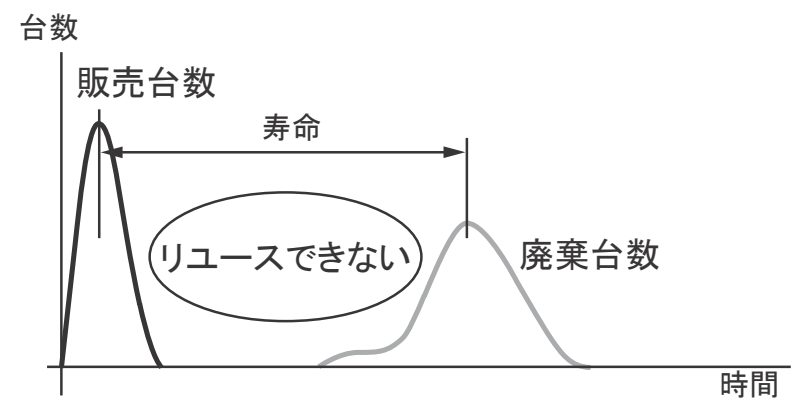 台数
販売台数
寿命
リユースできない
廃棄台数
時間